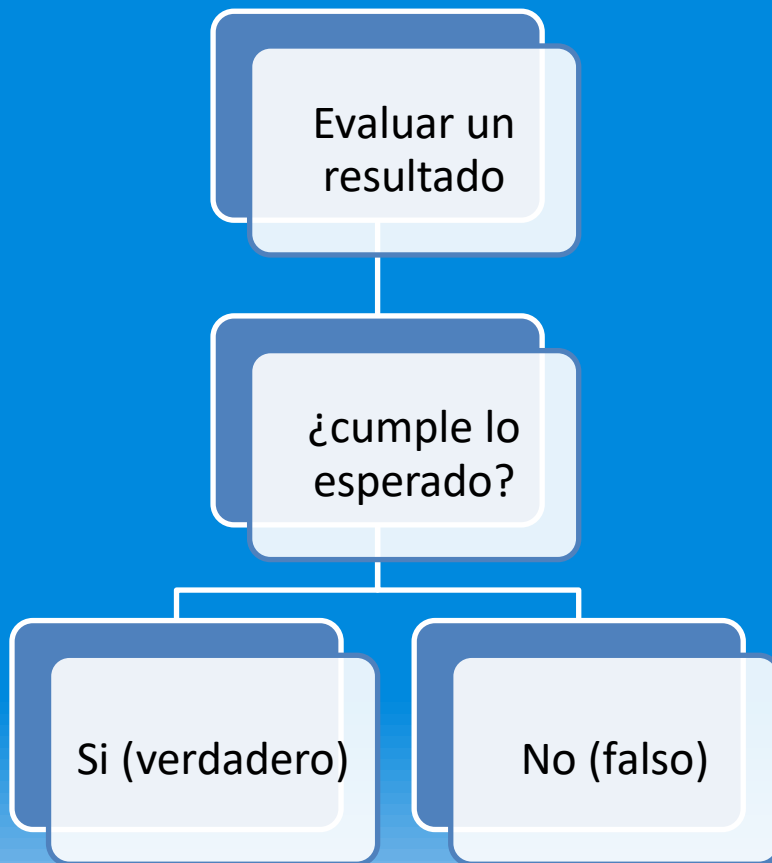 Evaluar un
resultado
¿cumple lo
esperado?
Si (verdadero)
No (falso)